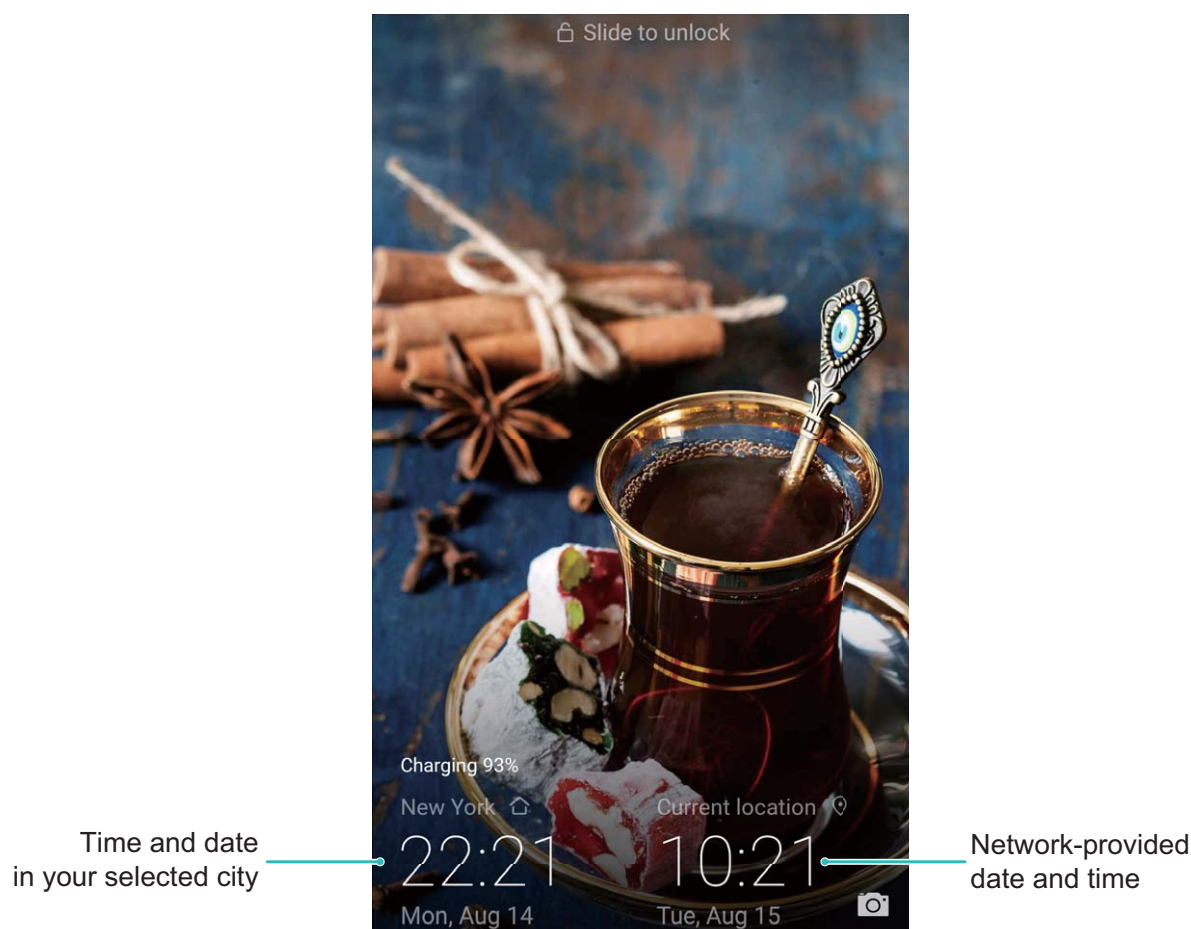 Slide to unlock
Charging 93%
New York
Current location
Time and date
in your selected city
22:21
10:21
Network-provided
date and time
Mon, Aug 14
Tue, Aug 15